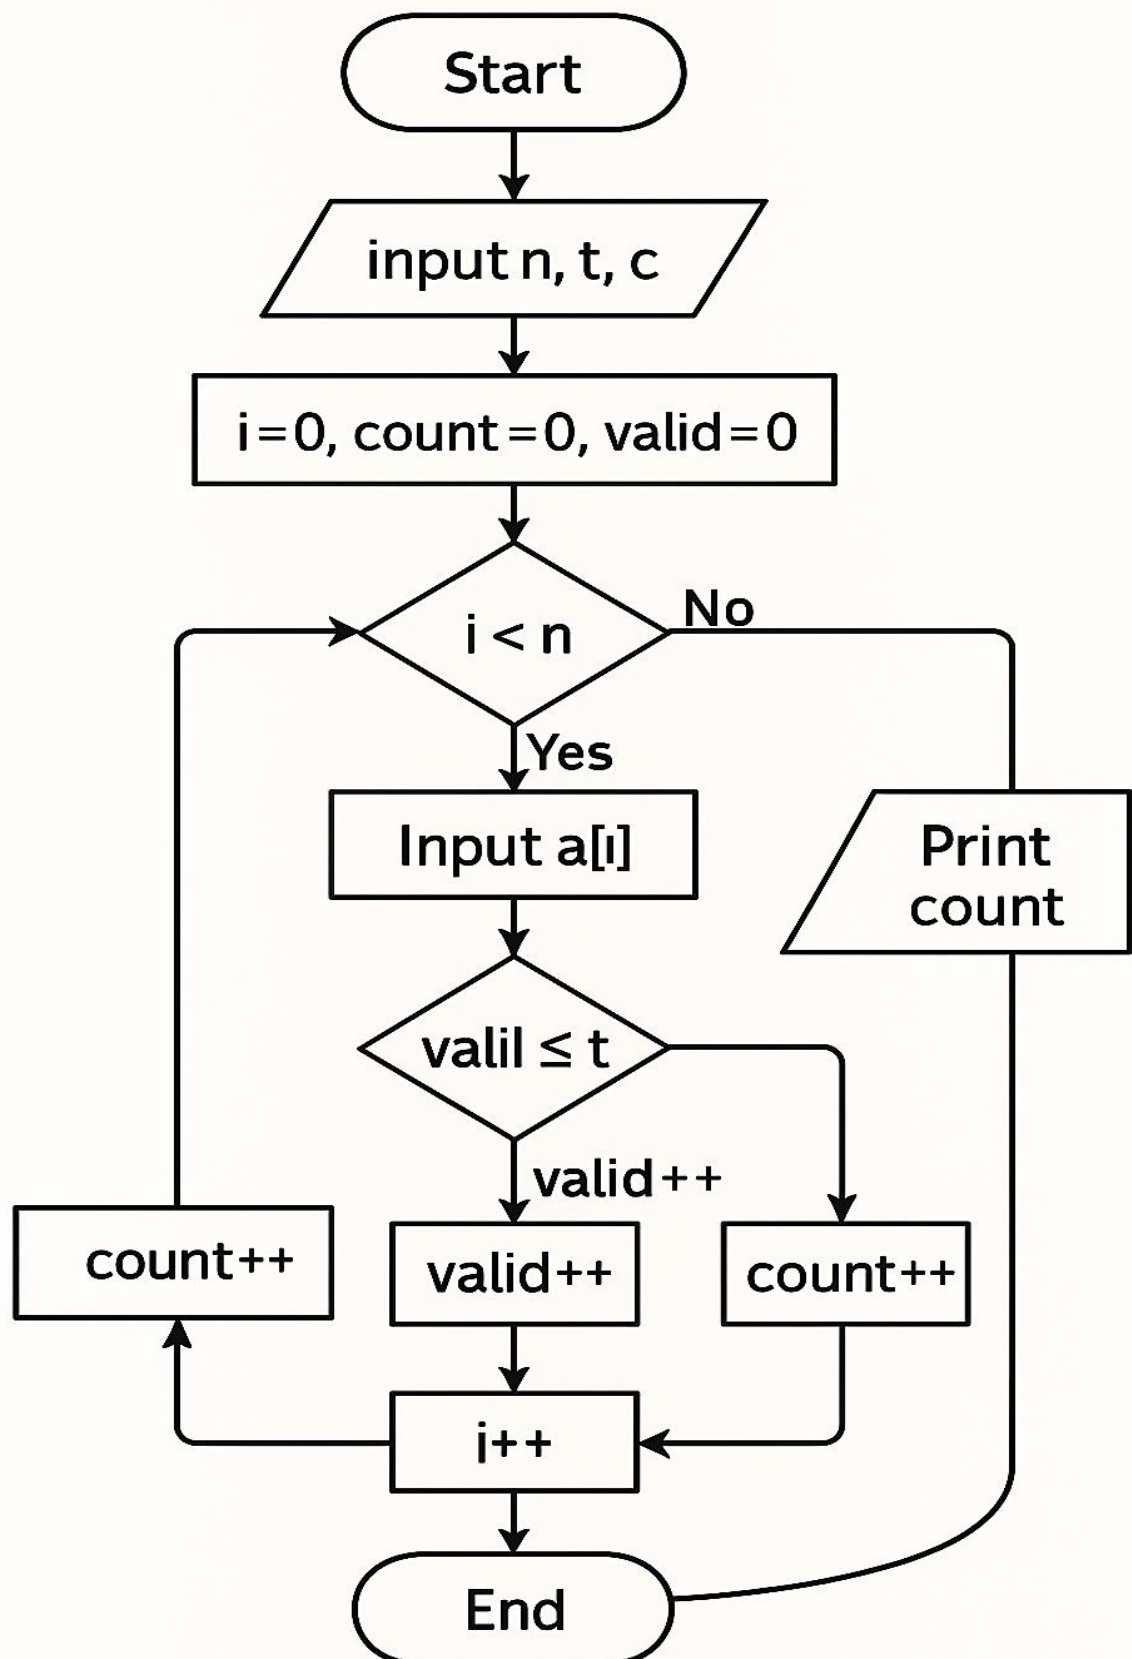 Start
input n, t, c
i=0, count=0, valid=0
i < n
No
Yes
Input a[ı]
Print
count
valil ≤ t
valid++
count++
valid++
count++
i++
End